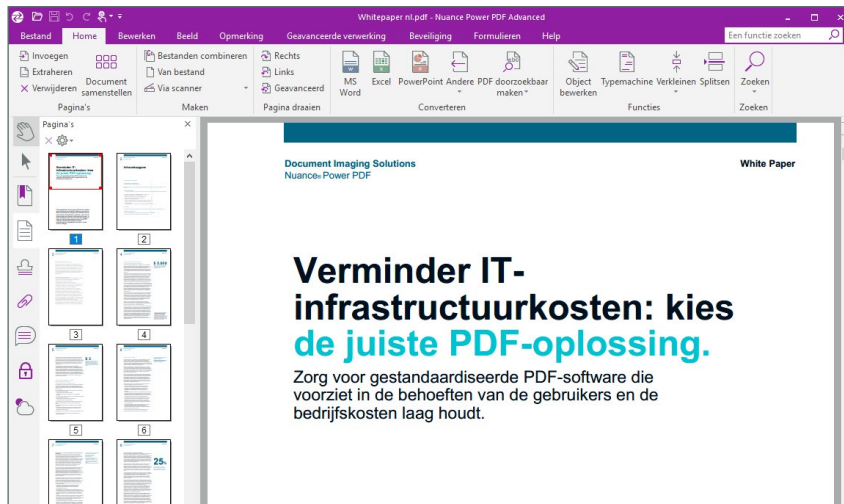 Whitepaper nl.pdf - Nuance Power PDF Advanced
Bestand Home Bewerken Beeld Opmerking Geavanceerde verwerking Beveiliging Formulieren Help Een functie zoeken
Invoegen
Extraheren
Verwijderen
Document samenstellen
Pagina's
Bestanden combineren
Van bestand
Via scanner
Maken
Rechts
Links
Geavanceerd
Pagina draaien
MS Word
Excel
PowerPoint
Andere
PDF doorzoekbaar maken
Converteren
Object bewerken
Typemachine
Verkleinen
Splitsen
Functies
Zoeken
Zoeken
Pagina's
1
2
3
4
5
6
25%
Document Imaging Solutions
Nuance® Power PDF
White Paper
Verminder IT-
infrastructuurkosten: kies
de juiste PDF-oplossing.
Zorg voor gestandaardiseerde PDF-software die
voorziet in de behoeften van de gebruikers en de
bedrijfskosten laag houdt.